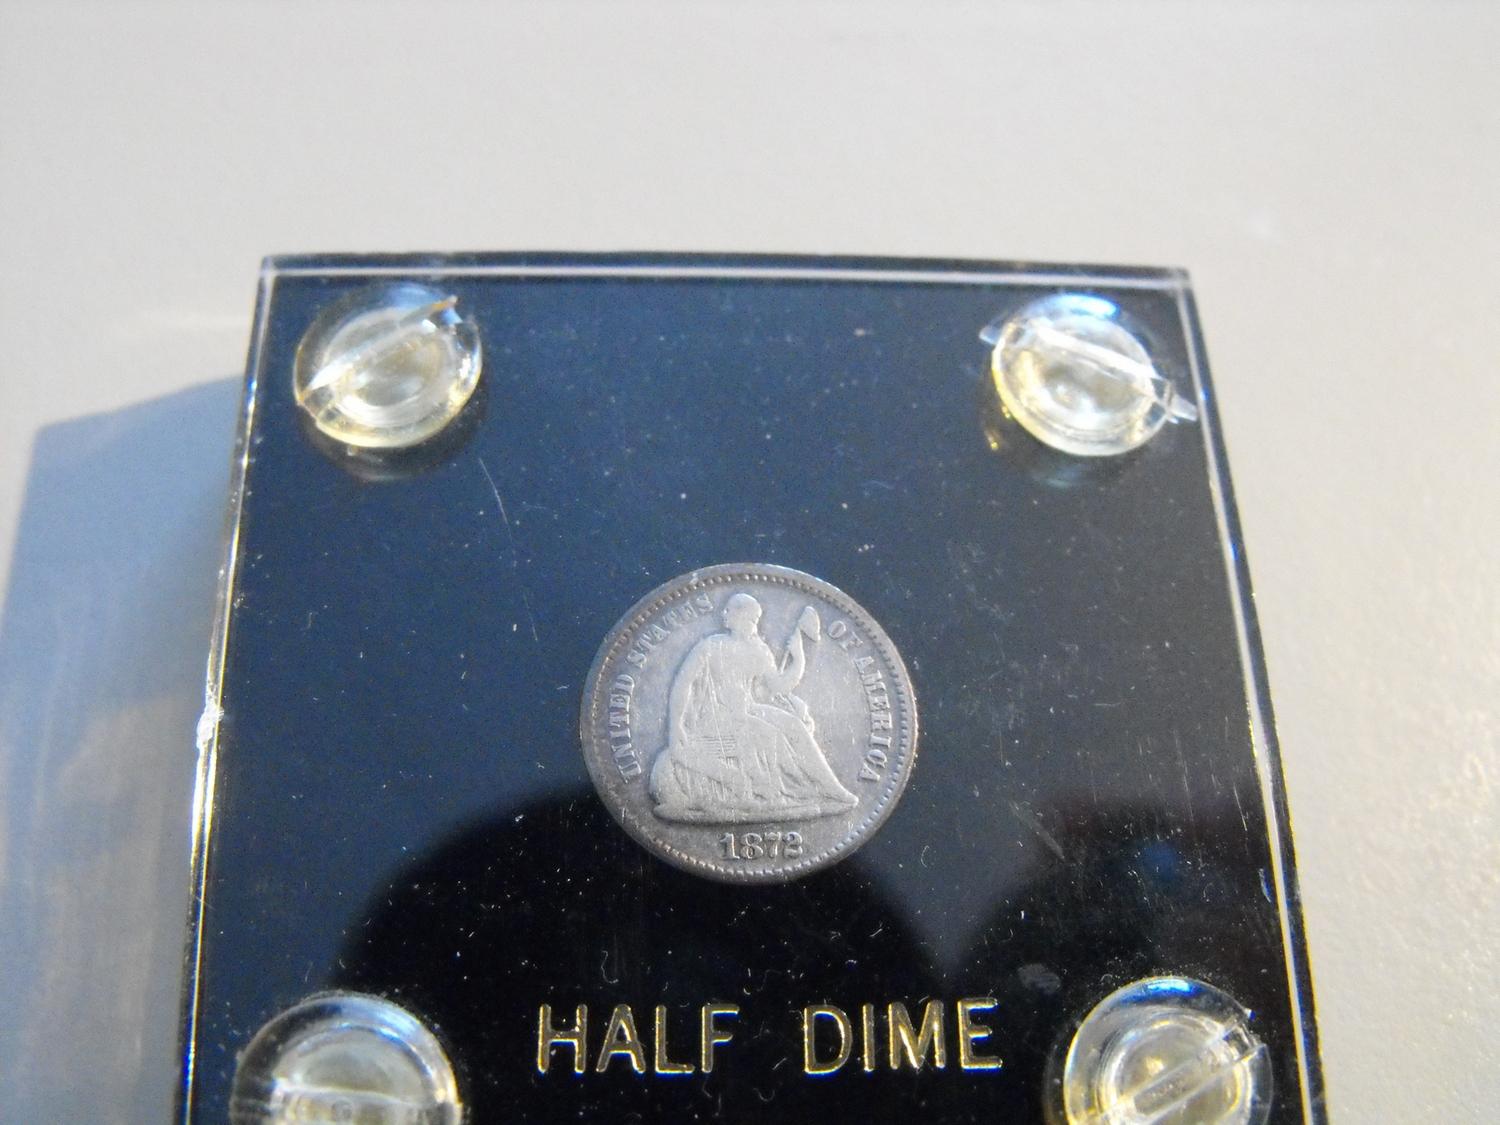 UNITED STATES OF AMERICA
1872
HALF DIME